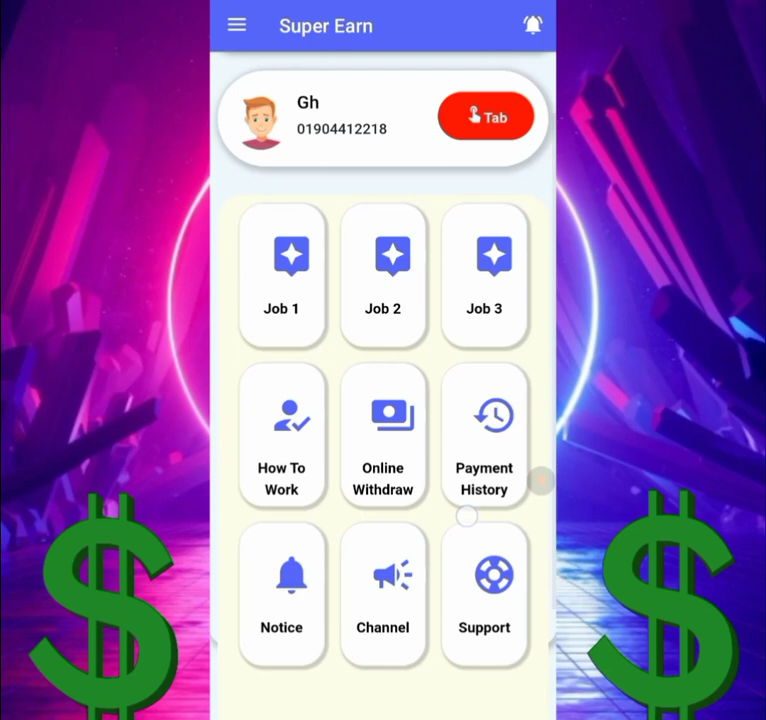 Super Earn
Gh
01904412218
Tab
Job 1
Job 2
Job 3
How To
Work
Online
Withdraw
Payment
History
Notice
Channel
Support